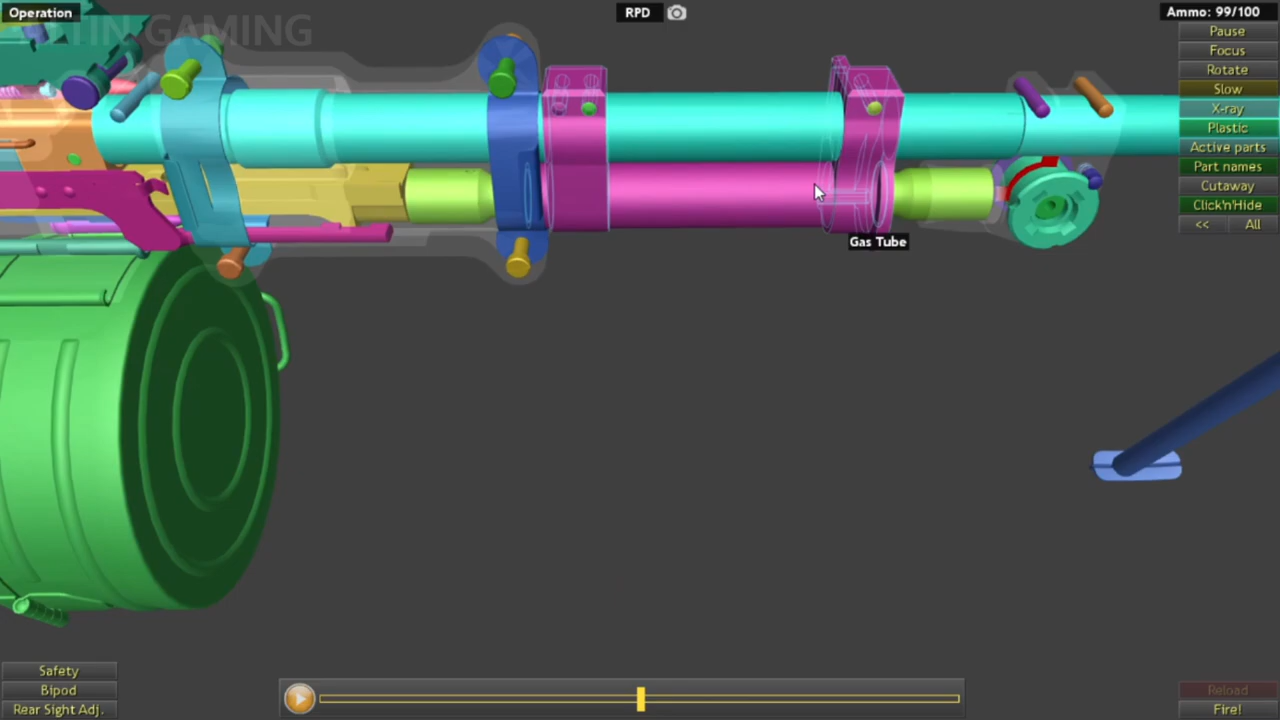 Operation
GAMING
RPD
Ammo: 99/100
Pause
Focus
Rotate
Slow
X-ray
Plastic
Active parts
Part names
Cutaway
Click'n'Hide
<< All
Gas Tube
Safety
Bipod
Rear Sight Adj.
Reload
Fire!